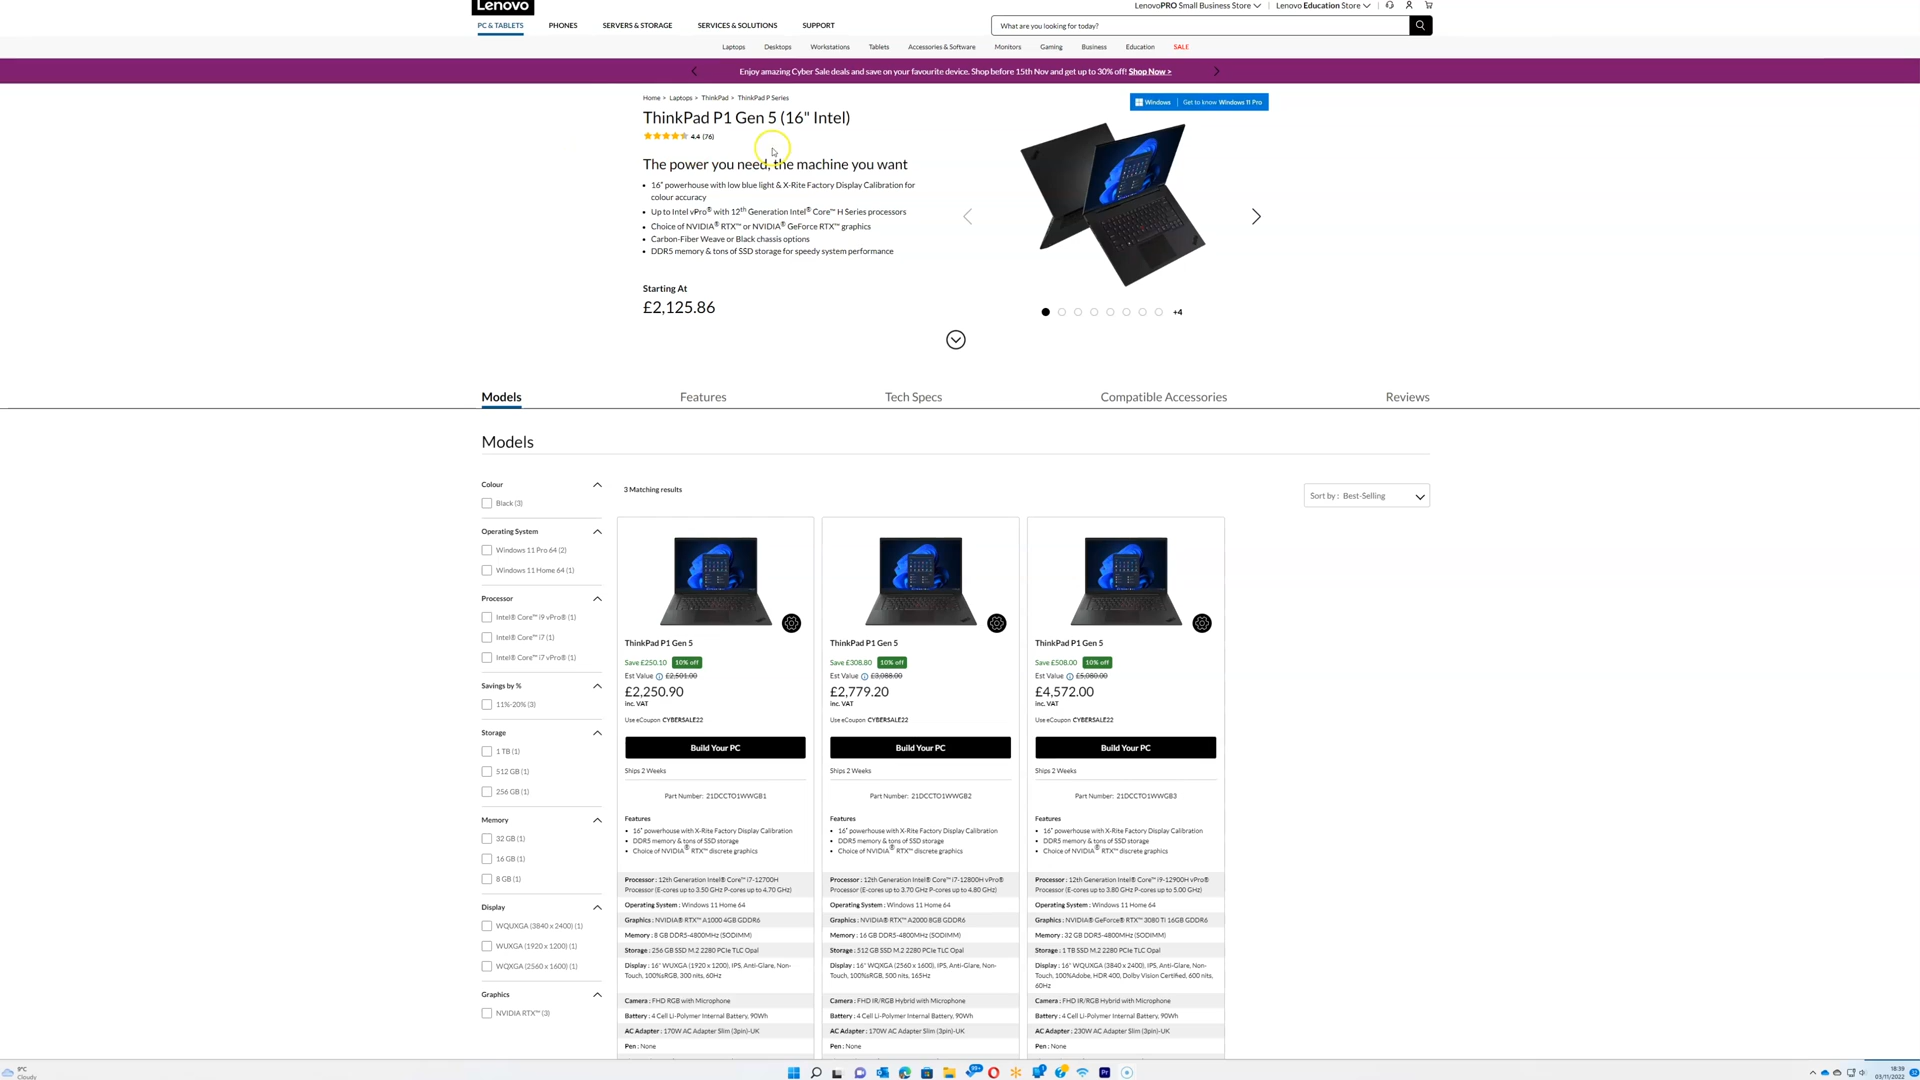 Lenovo
LenovoPRO Small Business Store | Lenovo Education Store |
PC & TABLETS PHONES SERVERS & STORAGE SERVICES & SOLUTIONS SUPPORT
What are you looking for today?
Laptops Desktops Workstations Tablets Accessories & Software Monitors Gaming Business Education SALE
Enjoy amazing Cyber Sale deals and save on your favourite device. Shop before 15th Nov and get up to 30% off! Shop Now >
Home > Laptops > ThinkPad > ThinkPad P Series
ThinkPad P1 Gen 5 (16" Intel)
4.4 (76)
The power you need, the machine you want
• 16" powerhouse with low blue light & X-Rite Factory Display Calibration for
colour accuracy
• Up to Intel vPro® with 12th Generation Intel® Core™ H Series processors
• Choice of NVIDIA® RTX™ or NVIDIA® GeForce RTX™ graphics
• Carbon-Fiber Weave or Black chassis options
• DDR5 memory & tons of SSD storage for speedy system performance
Starting At
£2,125.86
Windows | Get to know Windows 11 Pro
+4
Models Features Tech Specs Compatible Accessories Reviews
Models
Colour
Black (3)
Operating System
Windows 11 Pro 64 (2)
Windows 11 Home 64 (1)
Processor
Intel® Core™ i9 vPro® (1)
Intel® Core™ i7 (1)
Intel® Core™ i7 vPro® (1)
Savings by %
11%-20% (3)
Storage
1 TB (1)
512 GB (1)
256 GB (1)
Memory
32 GB (1)
16 GB (1)
8 GB (1)
Display
WQUXGA (3840 x 2400) (1)
WUXGA (1920 x 1200) (1)
WQXGA (2560 x 1600) (1)
Graphics
NVIDIA RTX™ (3)
3 Matching results
Sort by : Best-Selling
ThinkPad P1 Gen 5
Save £250.10 10% off
Est Value £2,501.00
£2,250.90
inc. VAT
Use eCoupon CYBERSALE22
Build Your PC
Ships 2 Weeks
Part Number: 21DCCTO1WWGB1
Features
• 16" powerhouse with X-Rite Factory Display Calibration
• DDR5 memory & tons of SSD storage
• Choice of NVIDIA® RTX™ discrete graphics
Processor : 12th Generation Intel® Core™ i7-12700H
Processor (E-cores up to 3.50 GHz P-cores up to 4.70 GHz)
Operating System : Windows 11 Home 64
Graphics : NVIDIA® RTX™ A1000 4GB GDDR6
Memory : 8 GB DDR5-4800MHz (SODIMM)
Storage : 256 GB SSD M.2 2280 PCIe TLC Opal
Display : 16" WUXGA (1920 x 1200), IPS, Anti-Glare, Non-
Touch, 100%sRGB, 300 nits, 60Hz
Camera : FHD RGB with Microphone
Battery : 4 Cell Li-Polymer Internal Battery, 90Wh
AC Adapter : 170W AC Adapter Slim (3pin)-UK
Pen : None
ThinkPad P1 Gen 5
Save £308.80 10% off
Est Value £3,088.00
£2,779.20
inc. VAT
Use eCoupon CYBERSALE22
Build Your PC
Ships 2 Weeks
Part Number: 21DCCTO1WWGB2
Features
• 16" powerhouse with X-Rite Factory Display Calibration
• DDR5 memory & tons of SSD storage
• Choice of NVIDIA® RTX™ discrete graphics
Processor : 12th Generation Intel® Core™ i7-12800H vPro®
Processor (E-cores up to 3.70 GHz P-cores up to 4.80 GHz)
Operating System : Windows 11 Home 64
Graphics : NVIDIA® RTX™ A2000 8GB GDDR6
Memory : 16 GB DDR5-4800MHz (SODIMM)
Storage : 512 GB SSD M.2 2280 PCIe TLC Opal
Display : 16" WQXGA (2560 x 1600), IPS, Anti-Glare, Non-
Touch, 100%sRGB, 500 nits, 165Hz
Camera : FHD IR/RGB Hybrid with Microphone
Battery : 4 Cell Li-Polymer Internal Battery, 90Wh
AC Adapter : 170W AC Adapter Slim (3pin)-UK
Pen : None
ThinkPad P1 Gen 5
Save £508.00 10% off
Est Value £5,080.00
£4,572.00
inc. VAT
Use eCoupon CYBERSALE22
Build Your PC
Ships 2 Weeks
Part Number: 21DCCTO1WWGB3
Features
• 16" powerhouse with X-Rite Factory Display Calibration
• DDR5 memory & tons of SSD storage
• Choice of NVIDIA® RTX™ discrete graphics
Processor : 12th Generation Intel® Core™ i9-12900H vPro®
Processor (E-cores up to 3.80 GHz P-cores up to 5.00 GHz)
Operating System : Windows 11 Home 64
Graphics : NVIDIA® GeForce® RTX™ 3080 TI 16GB GDDR6
Memory : 32 GB DDR5-4800MHz (SODIMM)
Storage : 1 TB SSD M.2 2280 PCIe TLC Opal
Display : 16" WQUXGA (3840 x 2400), IPS, Anti-Glare, Non-
Touch, 100%Adobe, HDR 400, Dolby Vision Certified, 600 nits,
60Hz
Camera : FHD IR/RGB Hybrid with Microphone
Battery : 4 Cell Li-Polymer Internal Battery, 90Wh
AC Adapter : 230W AC Adapter Slim (3pin)-UK
Pen : None
9°C
Cloudy
99+
Pr
18:39
03/11/2022